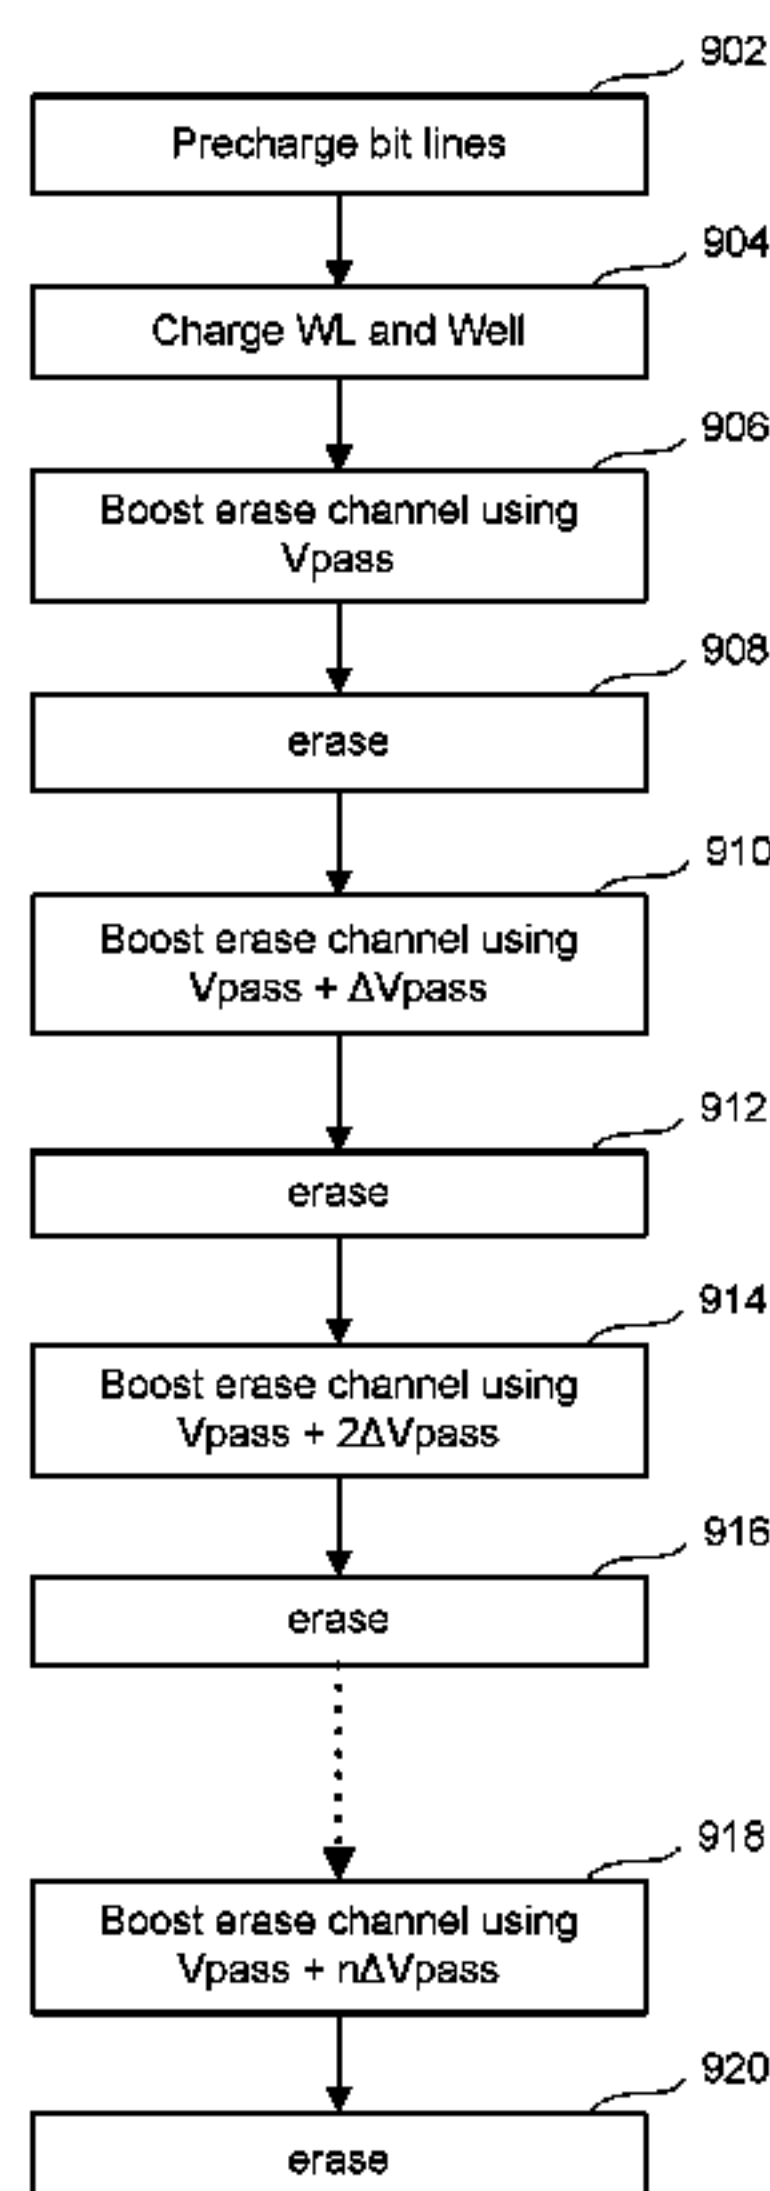 902
Precharge bit lines
904
Charge WL and Well
906
Boost erase channel using
Vpass
908
erase
910
Boost erase channel using
Vpass + ΔVpass
912
erase
914
Boost erase channel using
Vpass + 2ΔVpass
916
erase
918
Boost erase channel using
Vpass + nΔVpass
920
erase